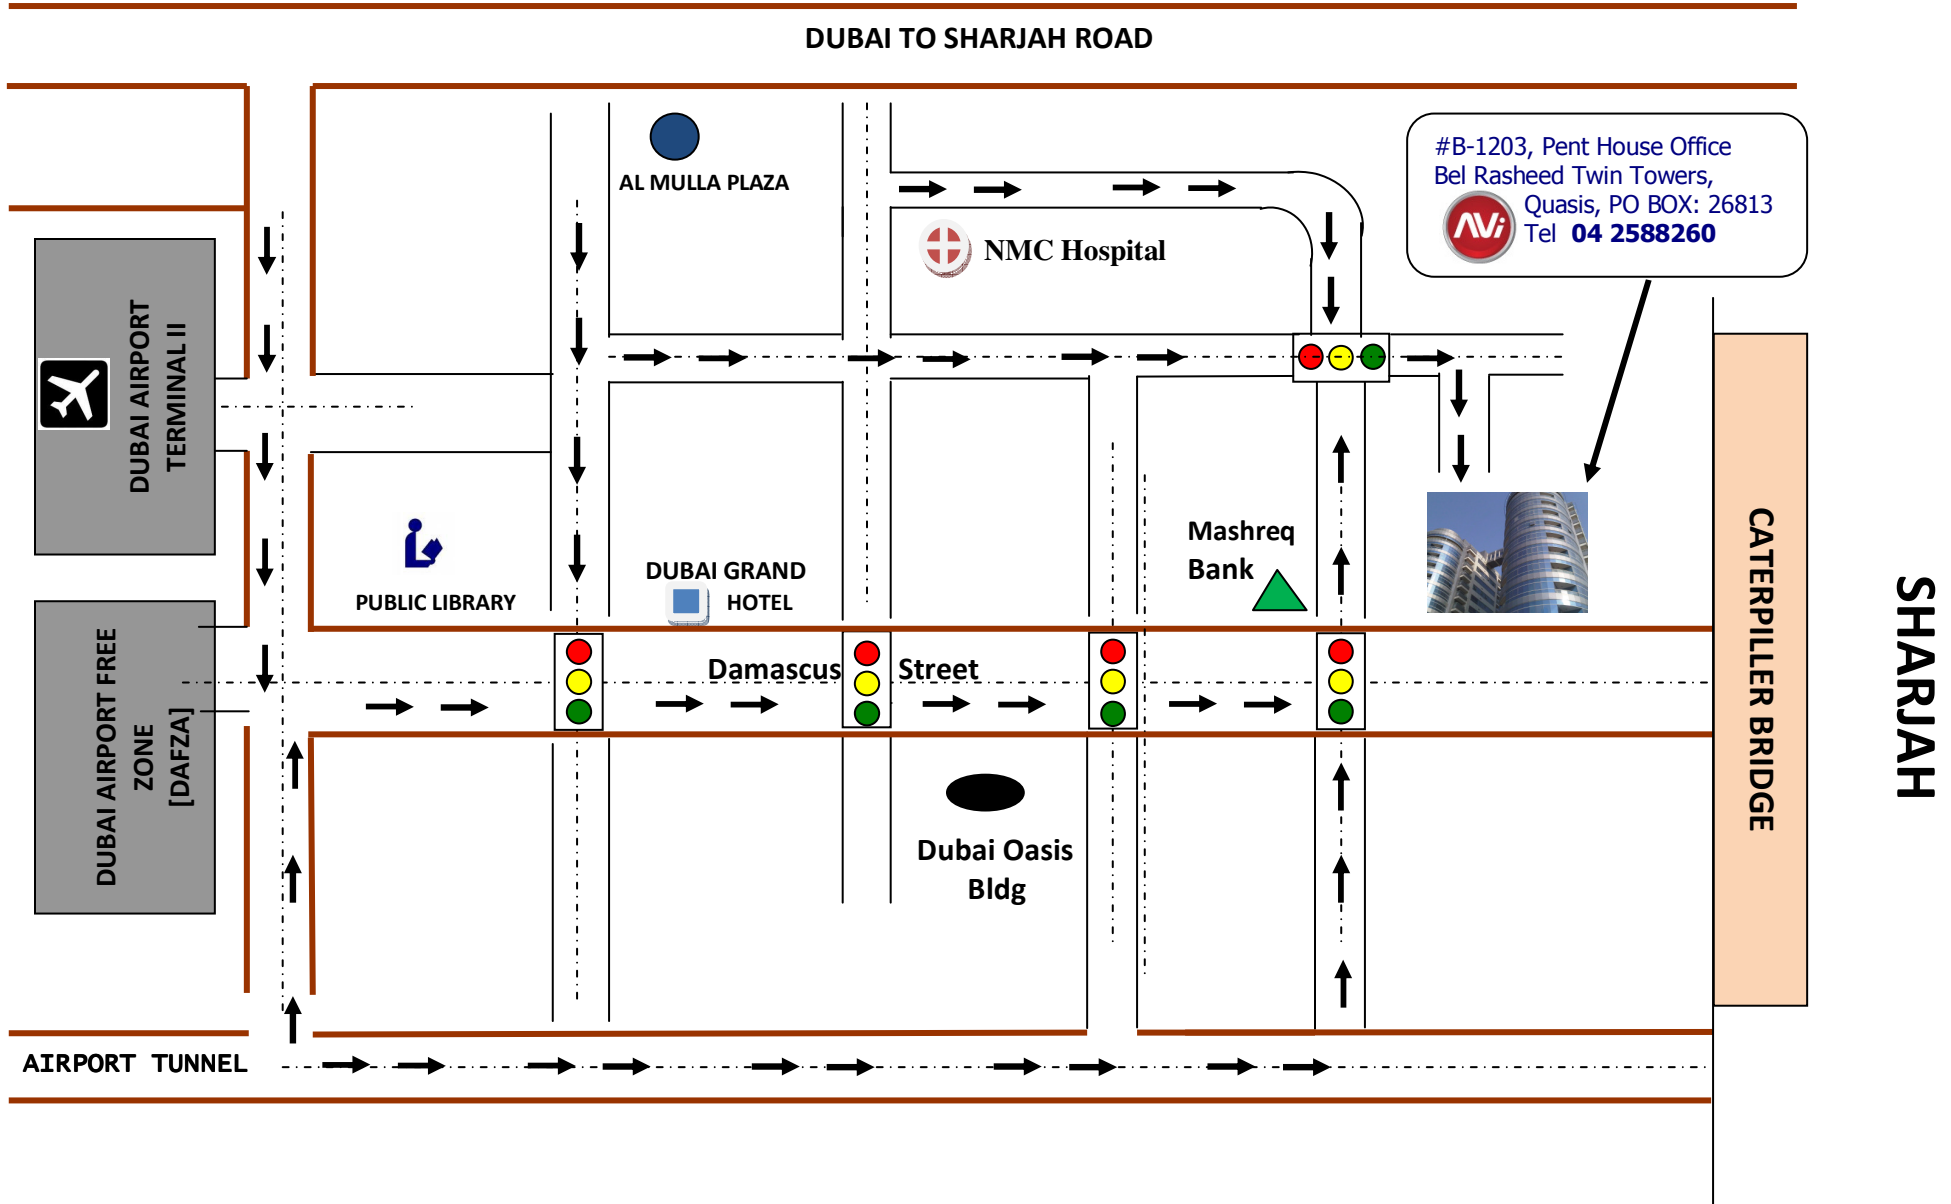 DUBAI TO SHARJAH ROAD
#B-1203, Pent House Office
Bel Rasheed Twin Towers,
Quasis, PO BOX: 26813
AVi
Tel 04 2588260
AL MULLA PLAZA
NMC Hospital
DUBAI AIRPORT
TERMINAL II
Mashreq
Bank
DUBAI GRAND
HOTEL
PUBLIC LIBRARY
CATERPILLER BRIDGE
SHARJAH
Damascus Street
DUBAI AIRPORT FREE
ZONE
[DAFZA]
Dubai Oasis
Bldg
AIRPORT TUNNEL